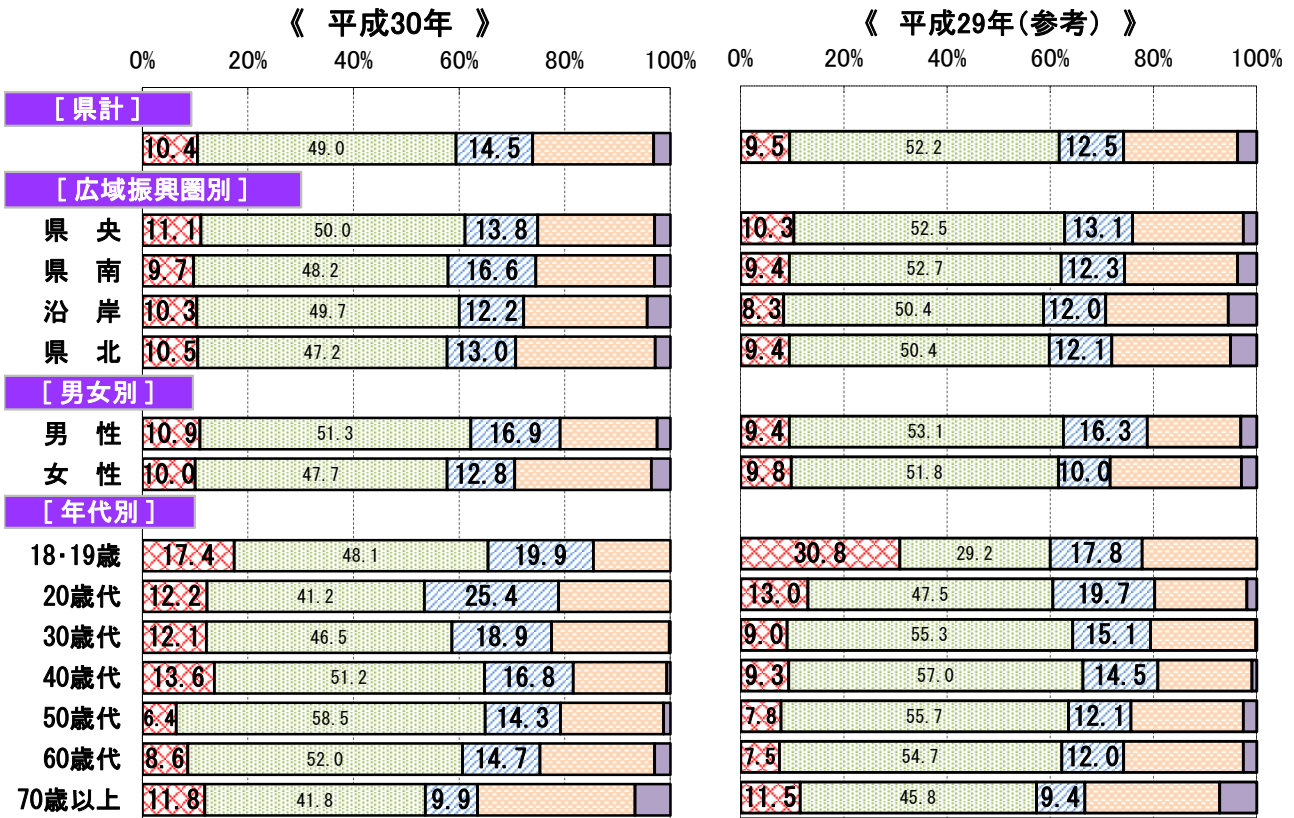 《 平成30年 》
《 平成29年(参考) 》
0% 20% 40% 60% 80% 100%
0% 20% 40% 60% 80% 100%
[ 県計 ]
10.4 49.0 14.5
9.5 52.2 12.5
[ 広域振興圏別 ]
県 央 11.1 50.0 13.8
10.3 52.5 13.1
県 南 9.7 48.2 16.6
9.4 52.7 12.3
沿 岸 10.3 49.7 12.2
8.3 50.4 12.0
県 北 10.5 47.2 13.0
9.4 50.4 12.1
[ 男女別 ]
男 性 10.9 51.3 16.9
9.4 53.1 16.3
女 性 10.0 47.7 12.8
9.8 51.8 10.0
[ 年代別 ]
18・19歳 17.4 48.1 19.9
30.8 29.2 17.8
20歳代 12.2 41.2 25.4
13.0 47.5 19.7
30歳代 12.1 46.5 18.9
9.0 55.3 15.1
40歳代 13.6 51.2 16.8
9.3 57.0 14.5
50歳代 6.4 58.5 14.3
7.8 55.7 12.1
60歳代 8.6 52.0 14.7
7.5 54.7 12.0
70歳以上 11.8 41.8 9.9
11.5 45.8 9.4